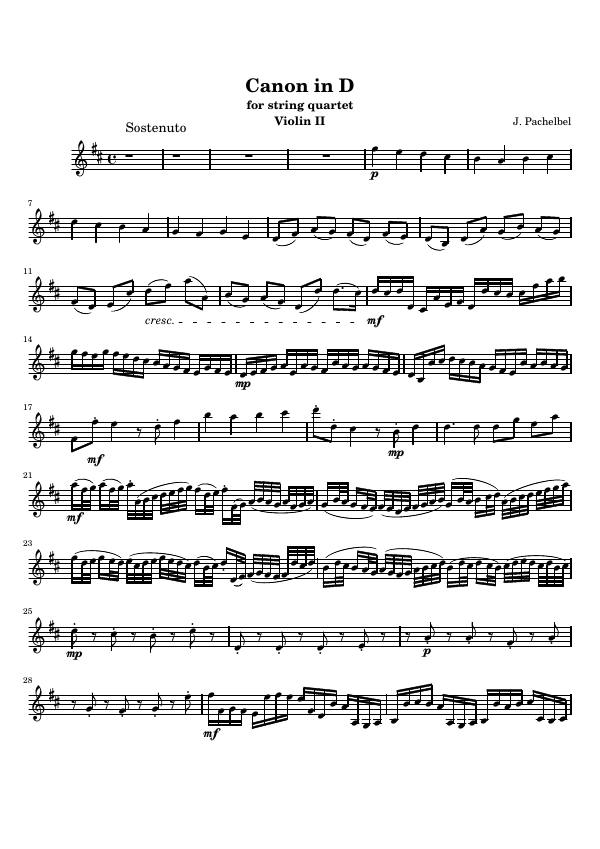 Canon in D
for string quartet
Violin II
J. Pachelbel
Sostenuto
p
7
11
cresc.
mf
14
mp
17
mf
mp
21
mf
23
25
mp
p
28
mf